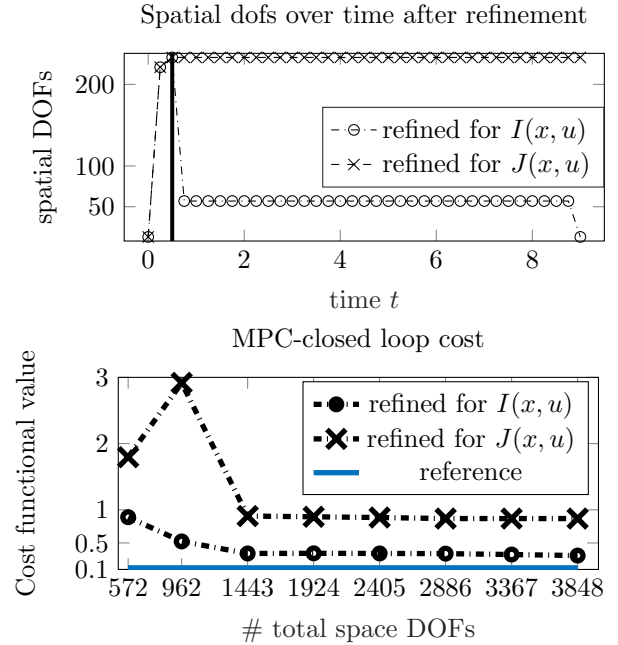 Spatial dofs over time after refinement
200
100
50
spatial DOFs
refined for I(x, u)
refined for J(x, u)
0 2 4 6 8
time t
MPC-closed loop cost
3
2
1
0.5
0.1
Cost functional value
refined for I(x, u)
refined for J(x, u)
reference
572 962 1443 1924 2405 2886 3367 3848
# total space DOFs